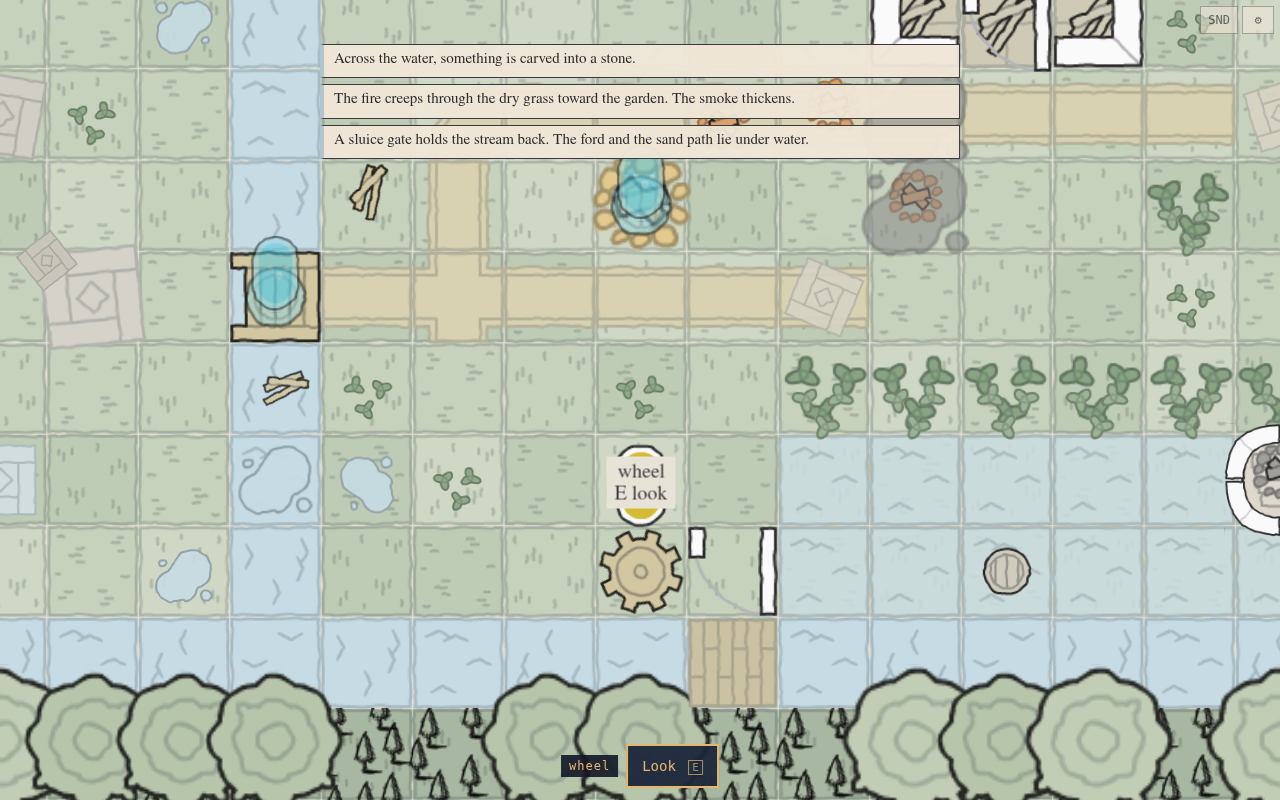 SND
Across the water, something is carved into a stone.
The fire creeps through the dry grass toward the garden. The smoke thickens.
A sluice gate holds the stream back. The ford and the sand path lie under water.
wheel
E look
wheel
Look E